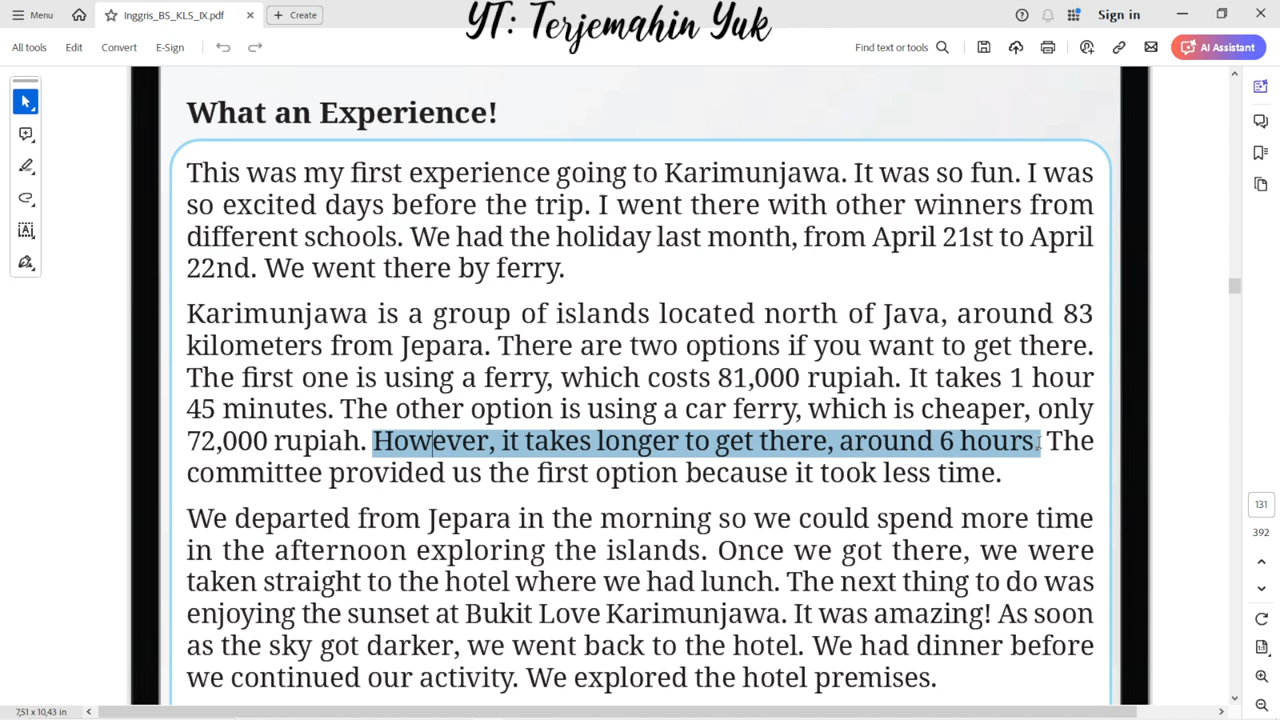 Menu
Inggris_BS_KLS_IX.pdf
Create
YT: Terjemahin Yuk
Sign in
All tools
Edit
Convert
E-Sign
Find text or tools
AI Assistant
What an Experience!
This was my first experience going to Karimunjawa. It was so fun. I was
so excited days before the trip. I went there with other winners from
different schools. We had the holiday last month, from April 21st to April
22nd. We went there by ferry.
Karimunjawa is a group of islands located north of Java, around 83
kilometers from Jepara. There are two options if you want to get there.
The first one is using a ferry, which costs 81,000 rupiah. It takes 1 hour
45 minutes. The other option is using a car ferry, which is cheaper, only
72,000 rupiah. However, it takes longer to get there, around 6 hours. The
committee provided us the first option because it took less time.
We departed from Jepara in the morning so we could spend more time
in the afternoon exploring the islands. Once we got there, we were
taken straight to the hotel where we had lunch. The next thing to do was
enjoying the sunset at Bukit Love Karimunjawa. It was amazing! As soon
as the sky got darker, we went back to the hotel. We had dinner before
we continued our activity. We explored the hotel premises.
131
392
7,51 x 10,43 in